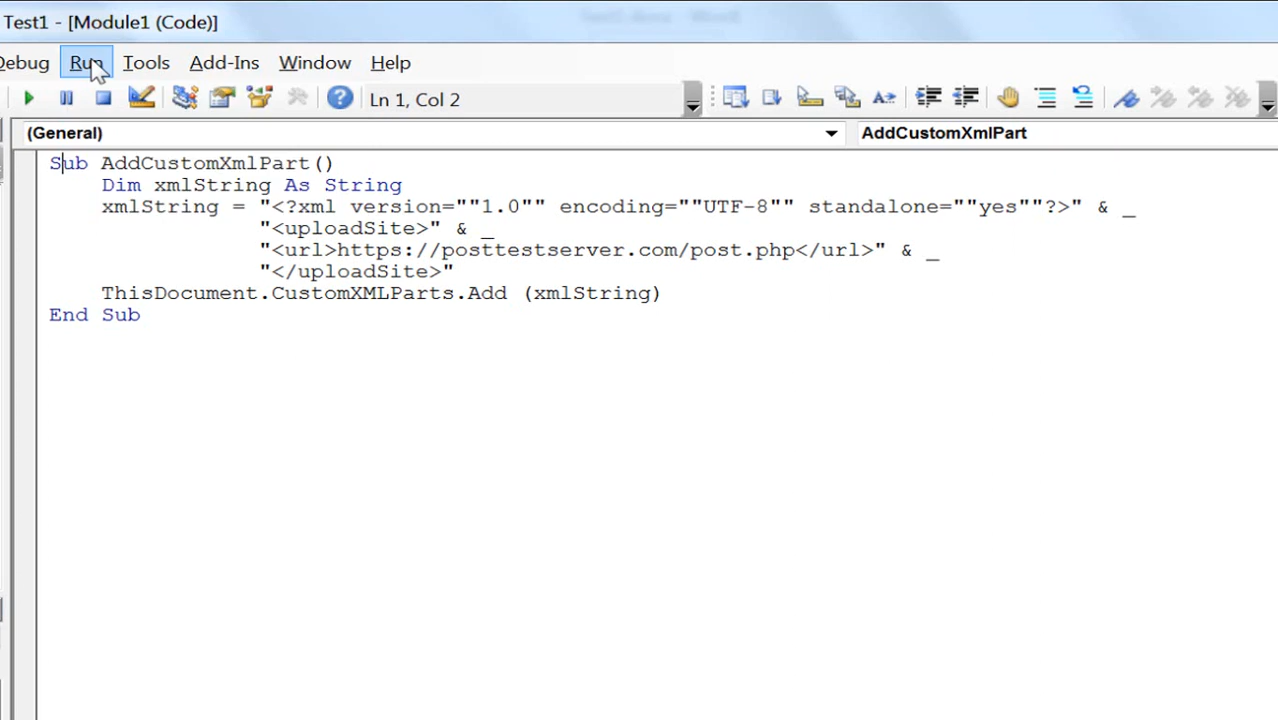 Test1 - [Module1 (Code)]
Debug Run Tools Add-Ins Window Help
Ln 1, Col 2
(General) AddCustomXmlPart
Sub AddCustomXmlPart()
Dim xmlString As String
xmlString = "<?xml version=""1.0"" encoding=""UTF-8"" standalone=""yes""?>" & _
"<uploadSite>" & _
"<url>https://posttestserver.com/post.php</url>" & _
"</uploadSite>"
ThisDocument.CustomXMLParts.Add (xmlString)
End Sub